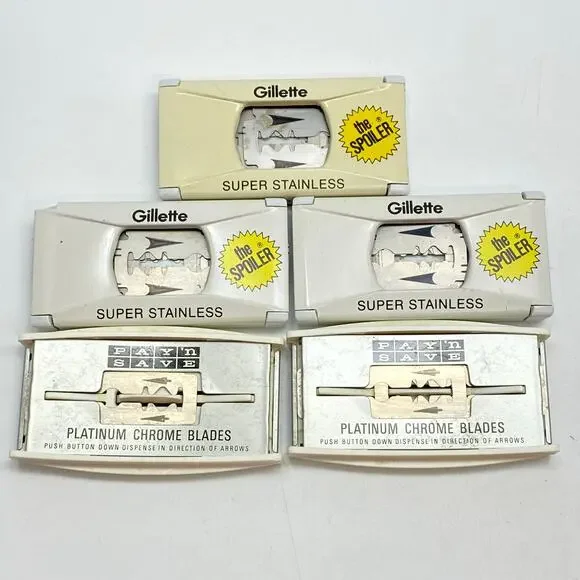 Gillette
the
SPOILER®
SUPER STAINLESS
Gillette
the
SPOILER®
SUPER STAINLESS
Gillette
the
SPOILER®
SUPER STAINLESS
PAY'n
SAVE
PLATINUM CHROME BLADES
PUSH BUTTON DOWN DISPENSE IN DIRECTION OF ARROWS
PAY'n
SAVE
PLATINUM CHROME BLADES
PUSH BUTTON DOWN DISPENSE IN DIRECTION OF ARROWS